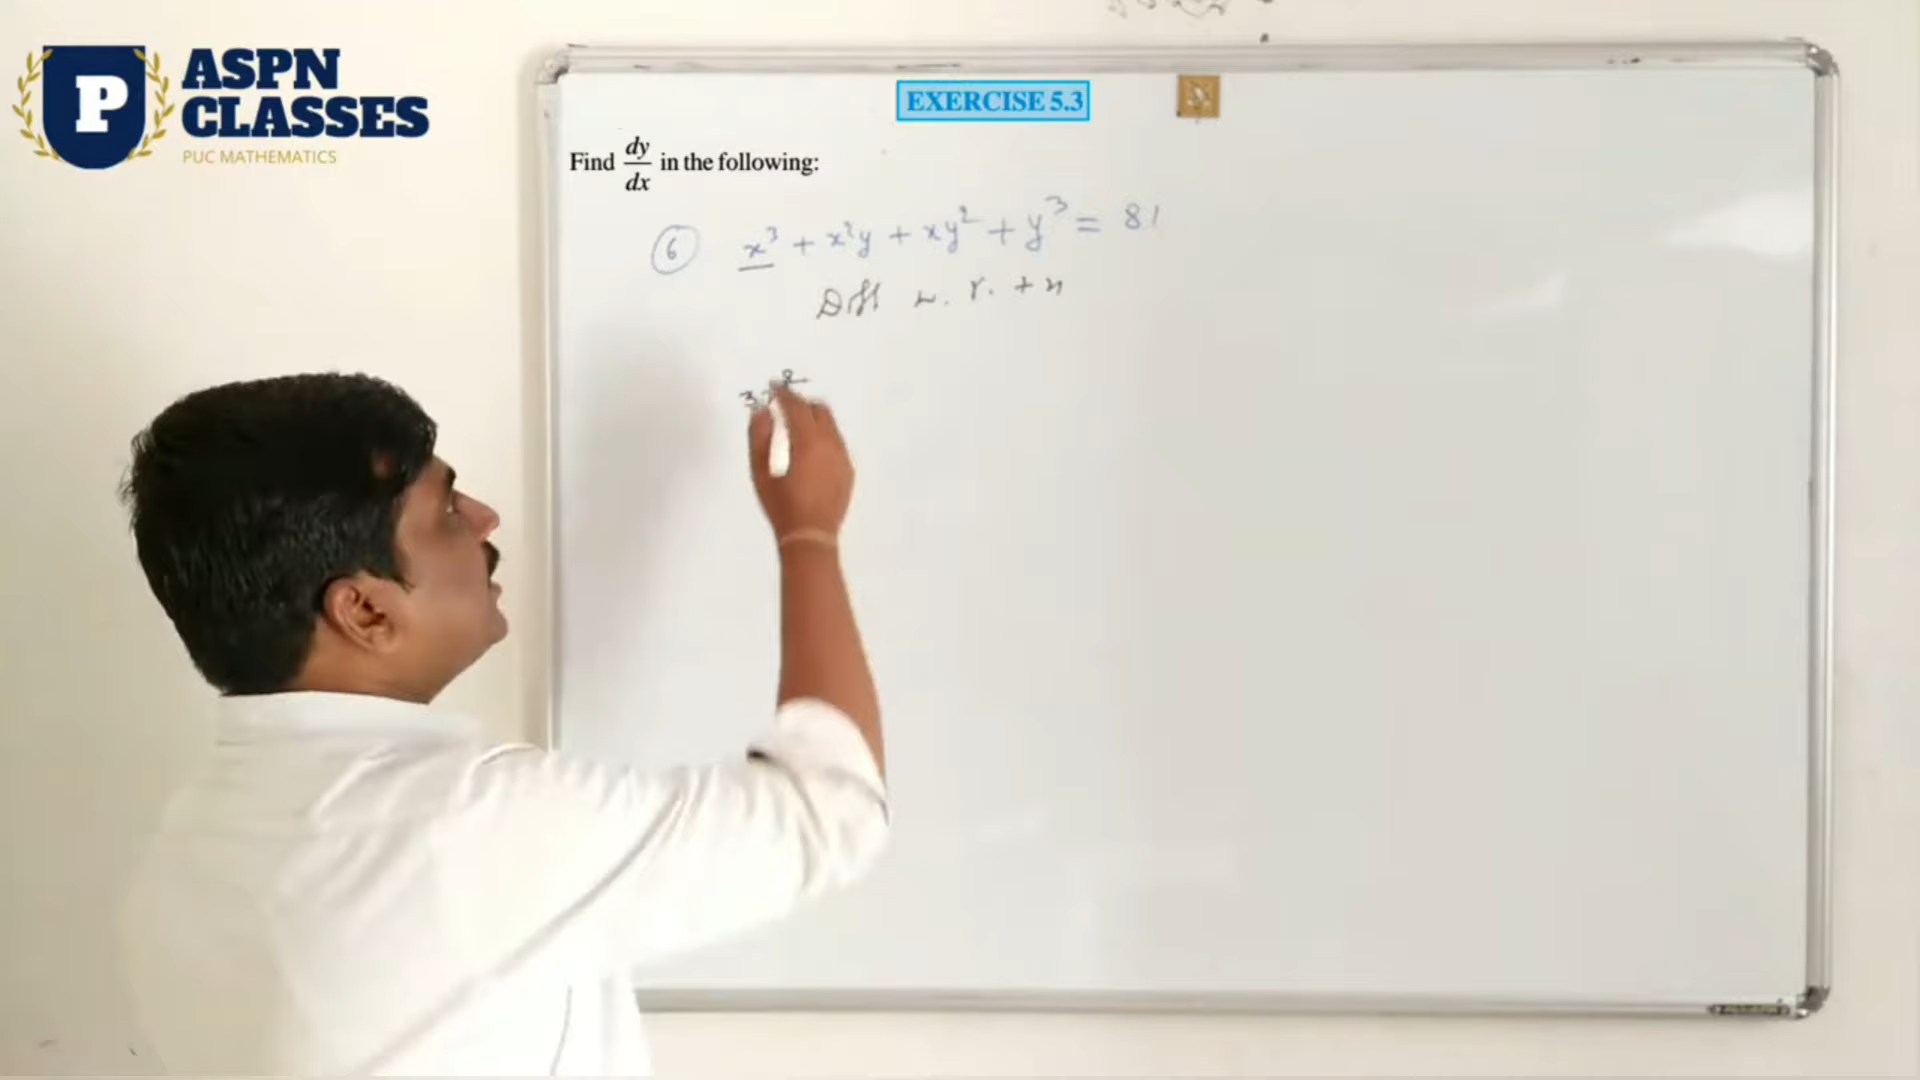 ASPN
CLASSES
PUC MATHEMATICS
P
EXERCISE 5.3
Find dy/dx in the following:
6 x³ + x²y + xy² + y³ = 81
Diff w. r. t x
3x²